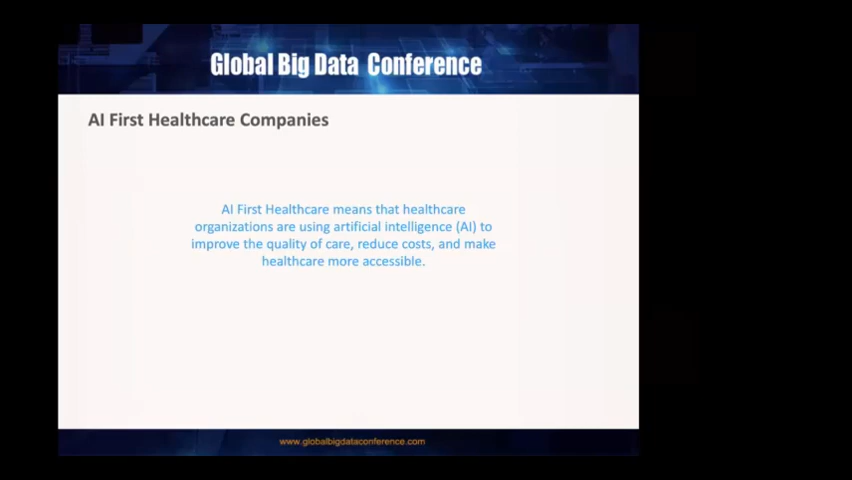 Global Big Data Conference
AI First Healthcare Companies
AI First Healthcare means that healthcare
organizations are using artificial intelligence (AI) to
improve the quality of care, reduce costs, and make
healthcare more accessible.
www.globalbigdataconference.com